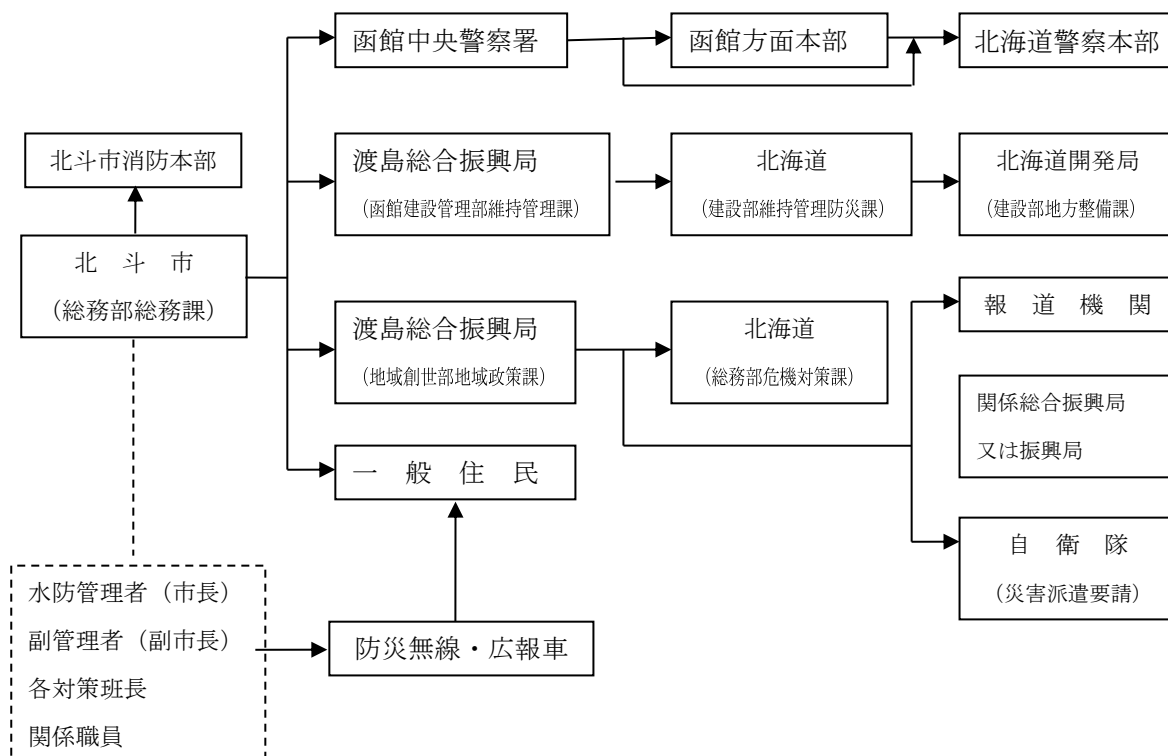 函館中央警察署
函館方面本部
北海道警察本部
北斗市消防本部
渡島総合振興局
（函館建設管理部維持管理課）
北海道
（建設部維持管理防災課）
北海道開発局
（建設部地方整備課）
北　斗　市
（総務部総務課）
渡島総合振興局
（地域創世部地域政策課）
北海道
（総務部危機対策課）
報　道　機　関
関係総合振興局
又は振興局
一　般　住　民
自　衛　隊
（災害派遣要請）
水防管理者（市長）
副管理者（副市長）
各対策班長
関係職員
防災無線・広報車